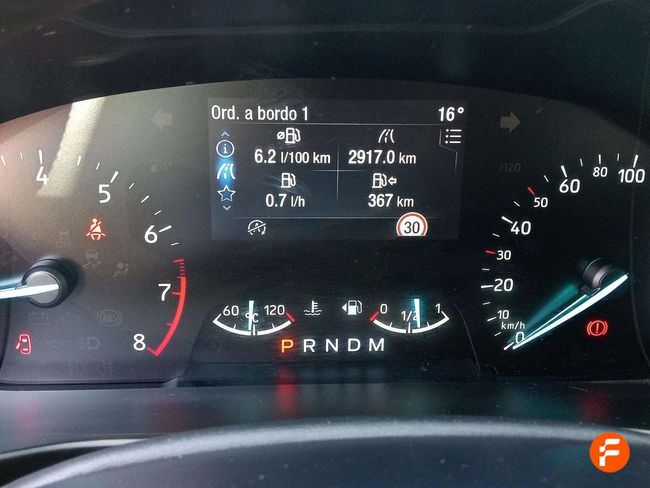 Ord. a bordo 1 16°
6.2 l/100 km 2917.0 km
0.7 l/h 367 km
30
4 5 6 7 8
60 120
°C
0 1/2 1
P R N D M
0 10 20 30 40 50 60 80 100
>120
km/h
ABS
D